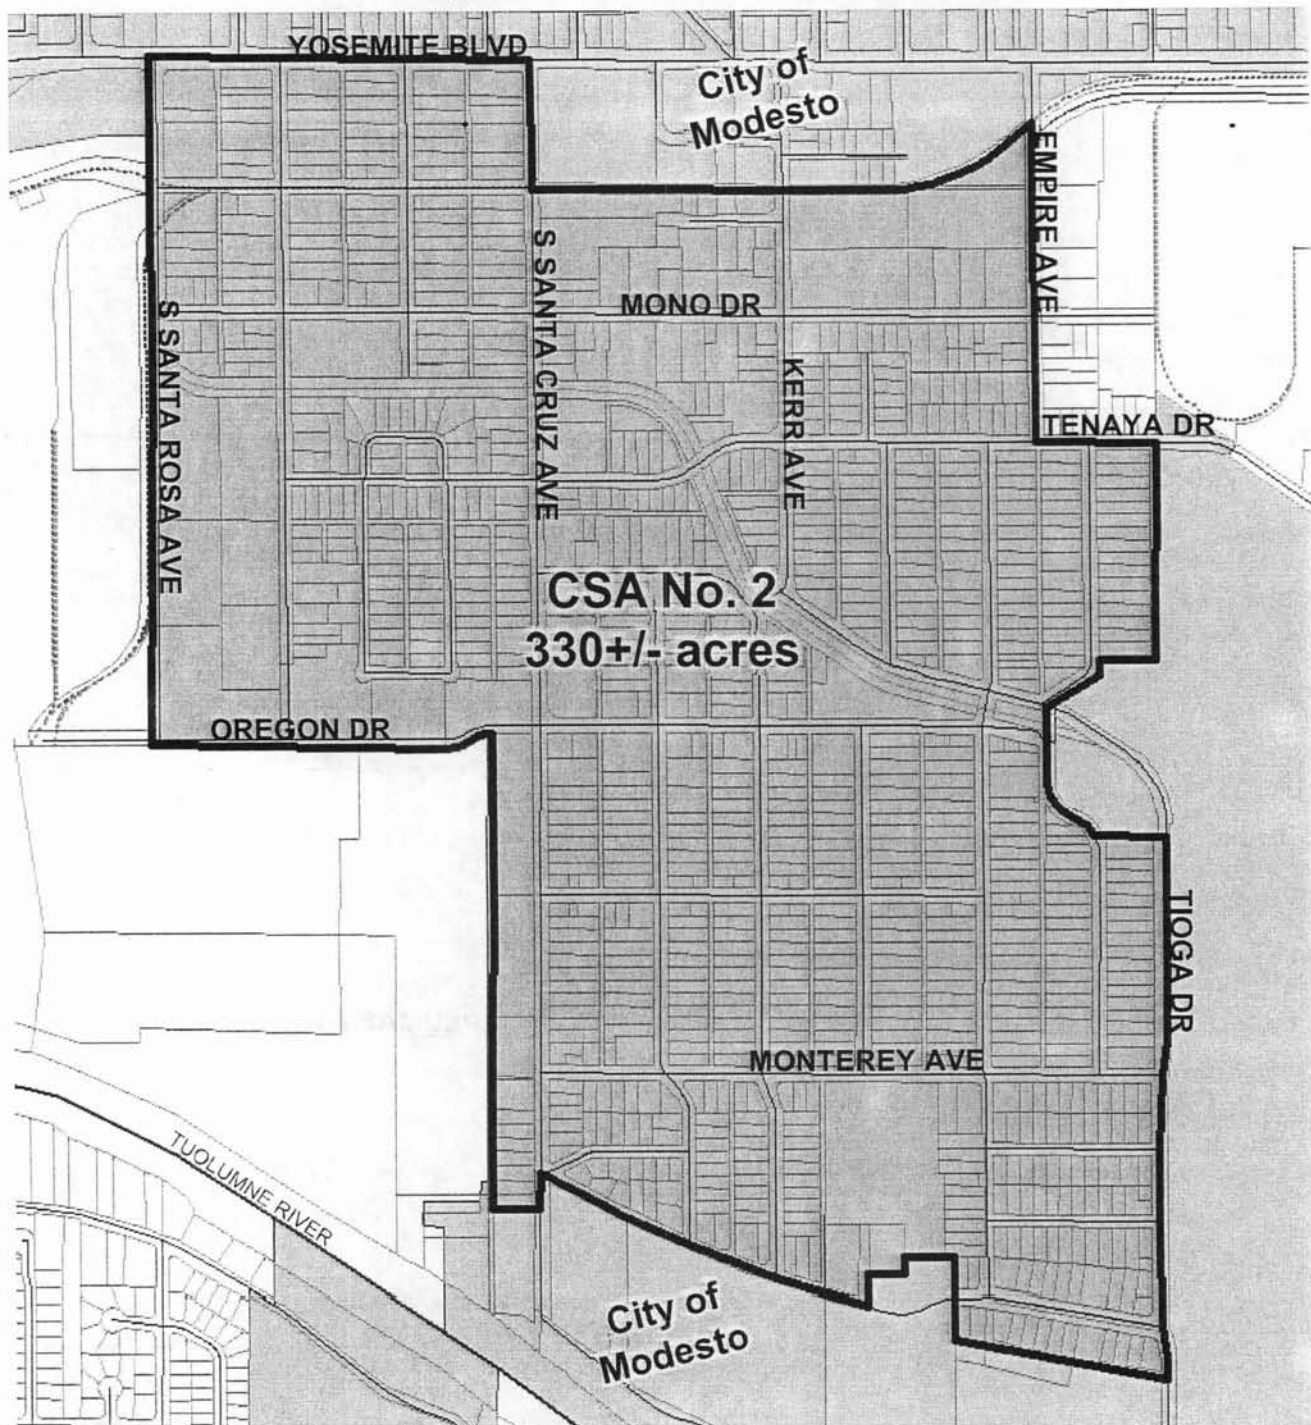 YOSEMITE BLVD
City of
Modesto
EMPIRE AVE
S SANTA CRUZ AVE
MONO DR
S SANTA ROSA AVE
KERR AVE
TENAYA DR
CSA No. 2
330+/- acres
OREGON DR
TIOGA DR
MONTEREY AVE
TUOLUMNE RIVER
City of
Modesto